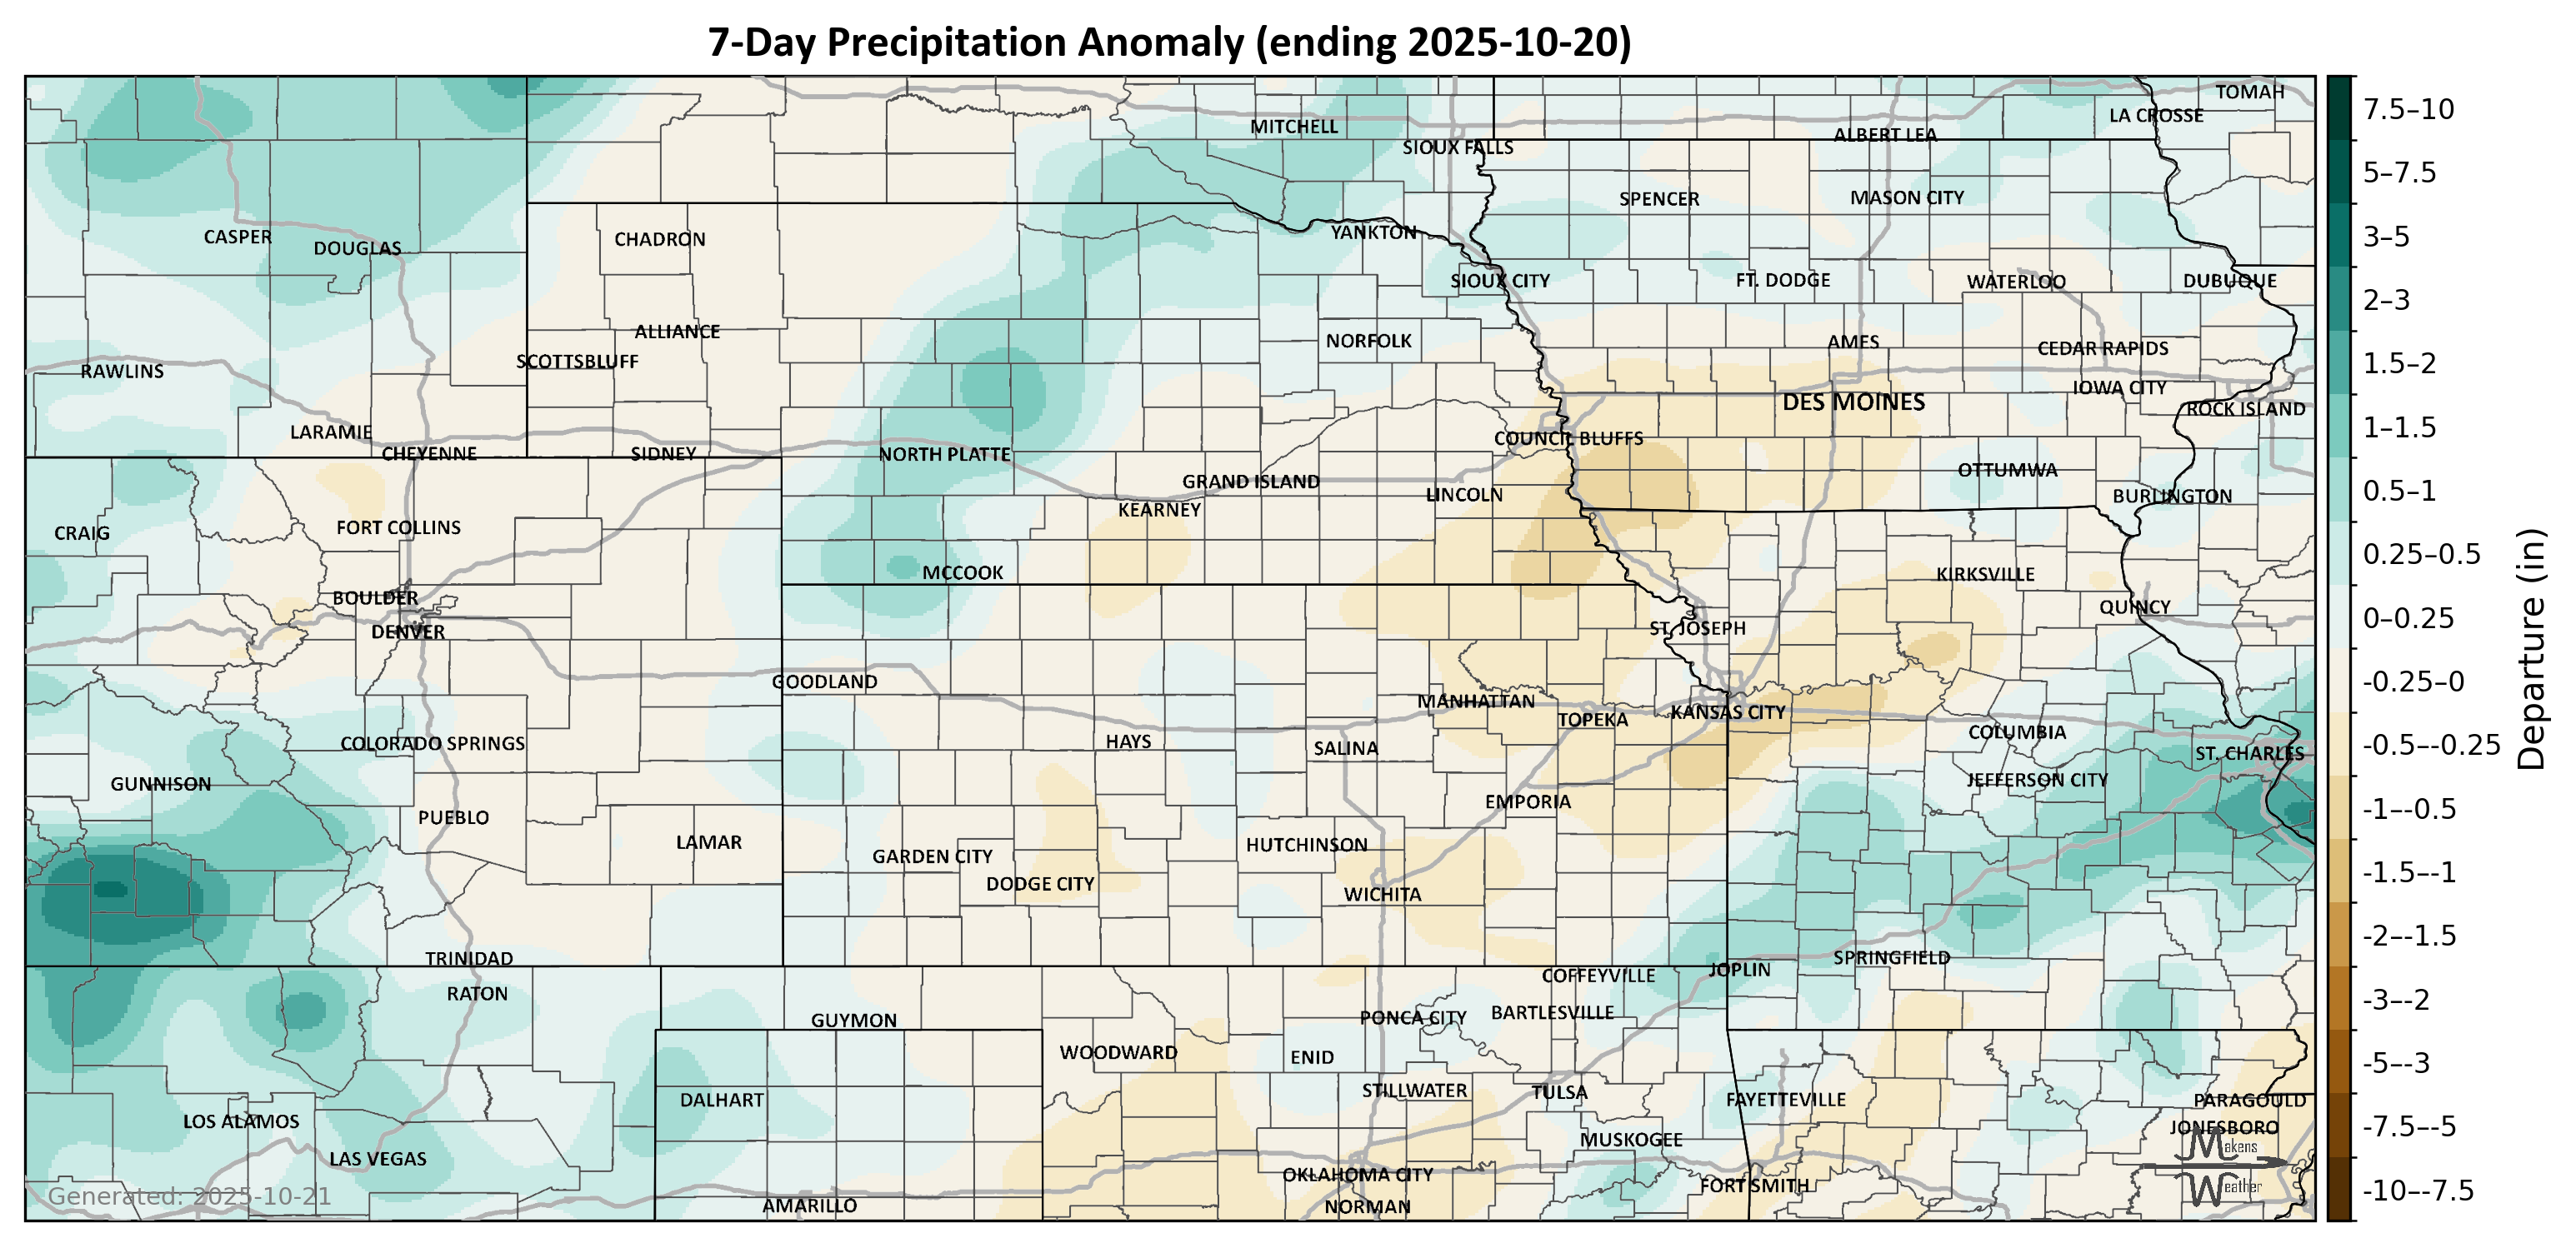 7-Day Precipitation Anomaly (ending 2025-10-20)
TOMAH
LA CROSSE
MITCHELL
ALBERT LEA
SIOUX FALLS
SPENCER
MASON CITY
CASPER
DOUGLAS
CHADRON
YANKTON
SIOUX CITY
FT. DODGE
WATERLOO
DUBUQUE
ALLIANCE
NORFOLK
AMES
CEDAR RAPIDS
SCOTTSBLUFF
RAWLINS
IOWA CITY
DES MOINES
ROCK ISLAND
LARAMIE
COUNCIL BLUFFS
CHEYENNE
SIDNEY
NORTH PLATTE
OTTUMWA
GRAND ISLAND
LINCOLN
BURLINGTON
KEARNEY
CRAIG
FORT COLLINS
MCCOOK
KIRKSVILLE
BOULDER
QUINCY
DENVER
ST. JOSEPH
GOODLAND
MANHATTAN
TOPEKA
KANSAS CITY
COLORADO SPRINGS
HAYS
SALINA
COLUMBIA
ST. CHARLES
GUNNISON
JEFFERSON CITY
PUEBLO
EMPORIA
LAMAR
HUTCHINSON
GARDEN CITY
DODGE CITY
WICHITA
TRINIDAD
SPRINGFIELD
COFFEYVILLE
JOPLIN
RATON
GUYMON
PONCA CITY
BARTLESVILLE
WOODWARD
ENID
DALHART
STILLWATER
TULSA
FAYETTEVILLE
PARAGOULD
LOS ALAMOS
JONESBORO
MUSKOGEE
LAS VEGAS
OKLAHOMA CITY
FORT SMITH
AMARILLO
NORMAN
Makens
Weather
Generated: 2025-10-21
7.5–10
5–7.5
3–5
2–3
1.5–2
1–1.5
0.5–1
0.25–0.5
0–0.25
-0.25–0
-0.5–-0.25
-1–-0.5
-1.5–-1
-2–-1.5
-3–-2
-5–-3
-7.5–-5
-10–-7.5
Departure (in)